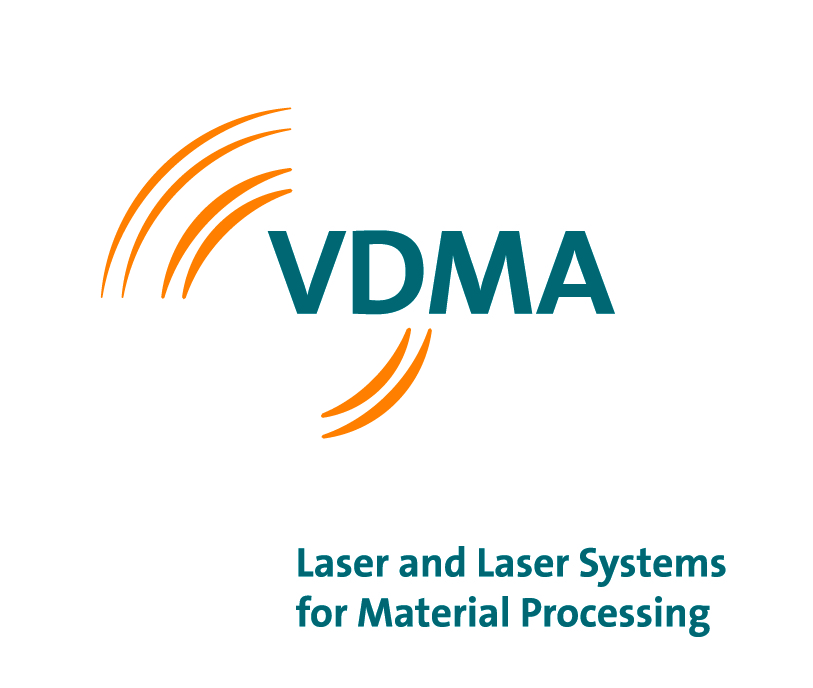 VDMA
Laser and Laser Systems
for Material Processing